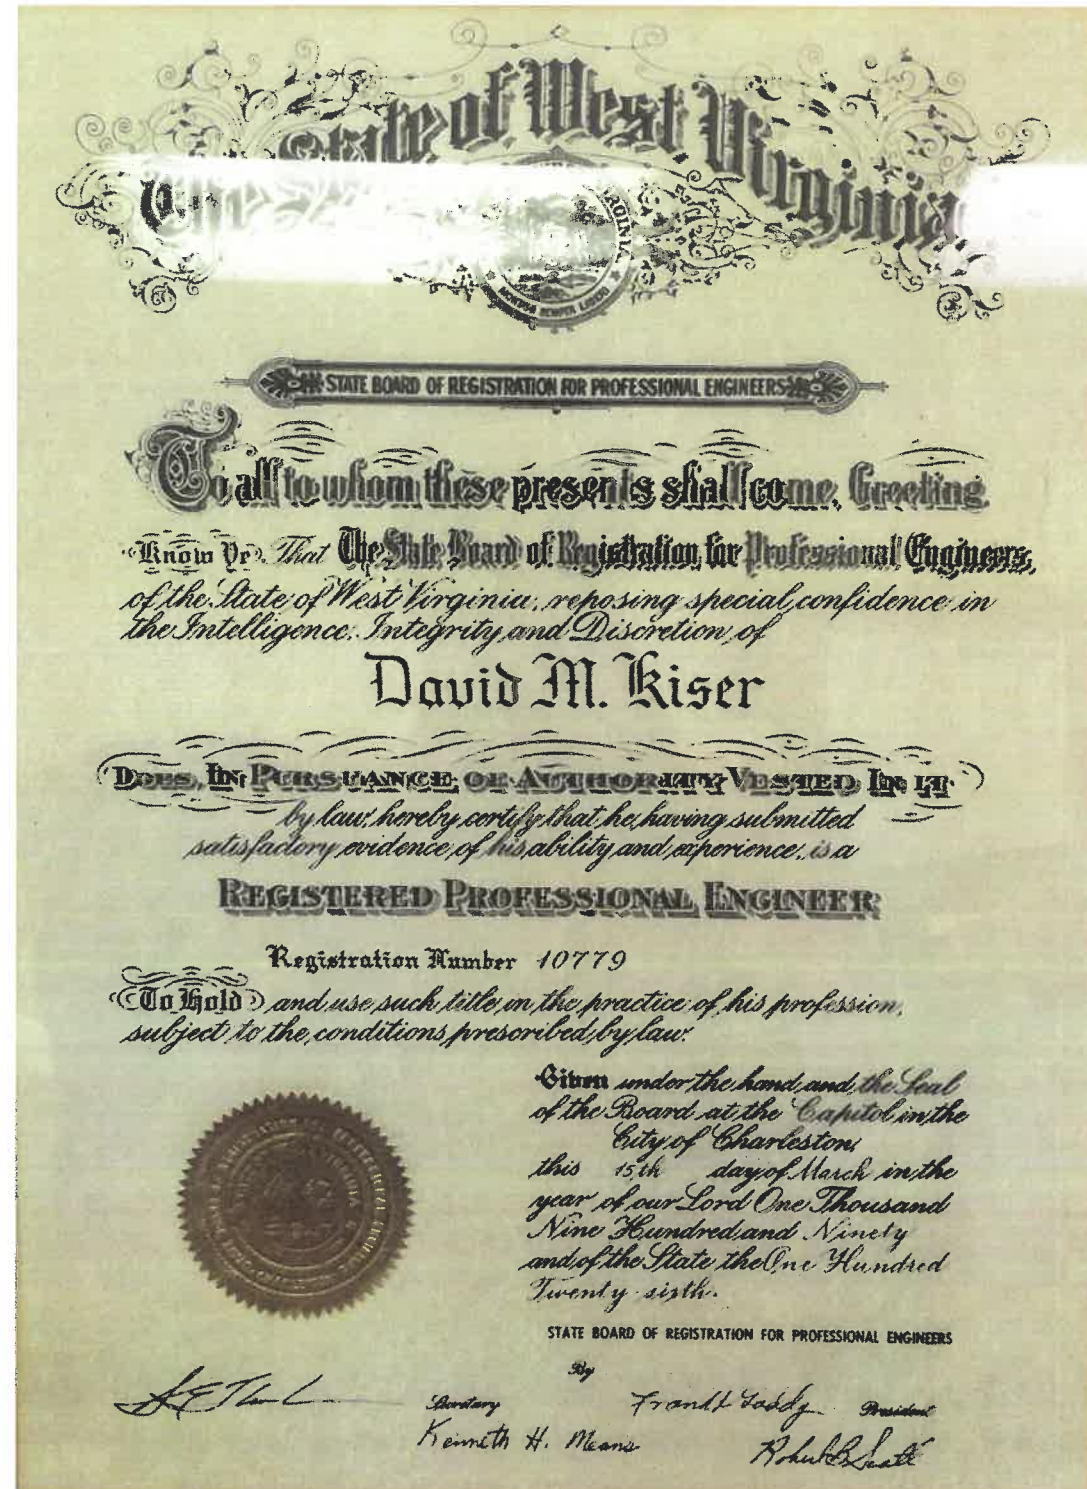 State of West Virginia
MONTANI SEMPER LIBERI
STATE BOARD OF REGISTRATION FOR PROFESSIONAL ENGINEERS
To all to whom these presents shall come, Greeting
Know Ye That The State Board of Registration for Professional Engineers,
of the State of West Virginia, reposing special confidence in
the Intelligence, Integrity and Discretion, of
David M. Kiser
DOES, IN PURSUANCE OF AUTHORITY VESTED IN IT
by law, hereby certify that he, having submitted
satisfactory evidence of his ability and experience, is a
REGISTERED PROFESSIONAL ENGINEER
Registration Number 10779
To Hold and use such title in the practice of his profession,
subject to the conditions prescribed by law.
Given under the hand and the Seal
of the Board at the Capitol in the
City of Charleston,
this 15th day of March in the
year of our Lord One Thousand
Nine Hundred and Ninety
and of the State the One Hundred
Twenty sixth.
STATE BOARD OF REGISTRATION FOR PROFESSIONAL ENGINEERS
By
Secretary President
Kenneth H. Means